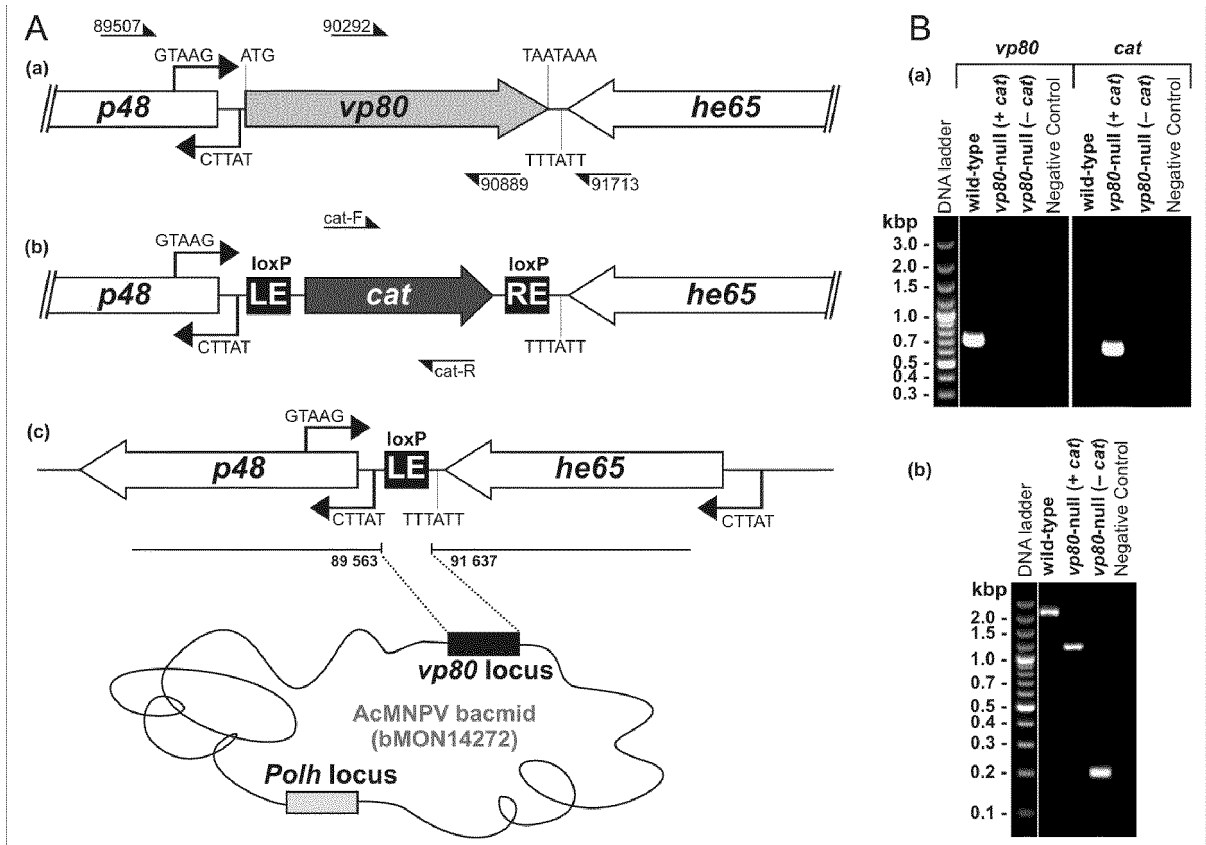 A
89507
90292
GTAAG
ATG
TAATAAA
(a)
p48
vp80
he65
CTTAT
TTTATT
90889
91713
cat-F
GTAAG
(b)
loxP
loxP
p48
LE
cat
RE
he65
CTTAT
TTTATT
cat-R
GTAAG
(c)
loxP
p48
LE
he65
CTTAT
TTTATT
CTTAT
89 563
91 637
vp80 locus
AcMNPV bacmid
(bMON14272)
Polh locus
B
vp80
cat
(a)
DNA ladder
wild-type
vp80-null (+ cat)
vp80-null (– cat)
Negative Control
wild-type
vp80-null (+ cat)
vp80-null (– cat)
Negative Control
kbp
3.0 -
2.0 -
1.5 -
1.0 -
0.7 -
0.5 -
0.4 -
0.3 -
(b)
DNA ladder
wild-type
vp80-null (+ cat)
vp80-null (– cat)
Negative Control
kbp
2.0 -
1.5 -
1.0 -
0.7 -
0.5 -
0.4 -
0.3 -
0.2 -
0.1 -